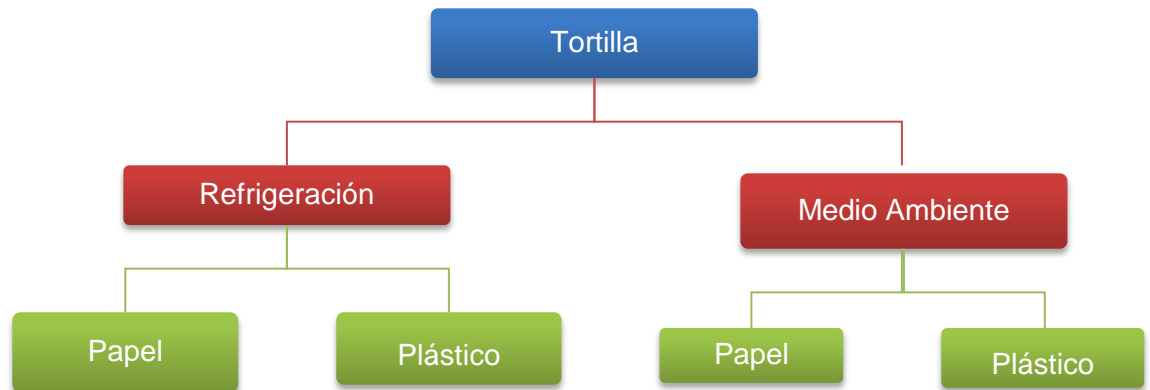 Tortilla
Refrigeración
Medio Ambiente
Papel
Plástico
Papel
Plástico